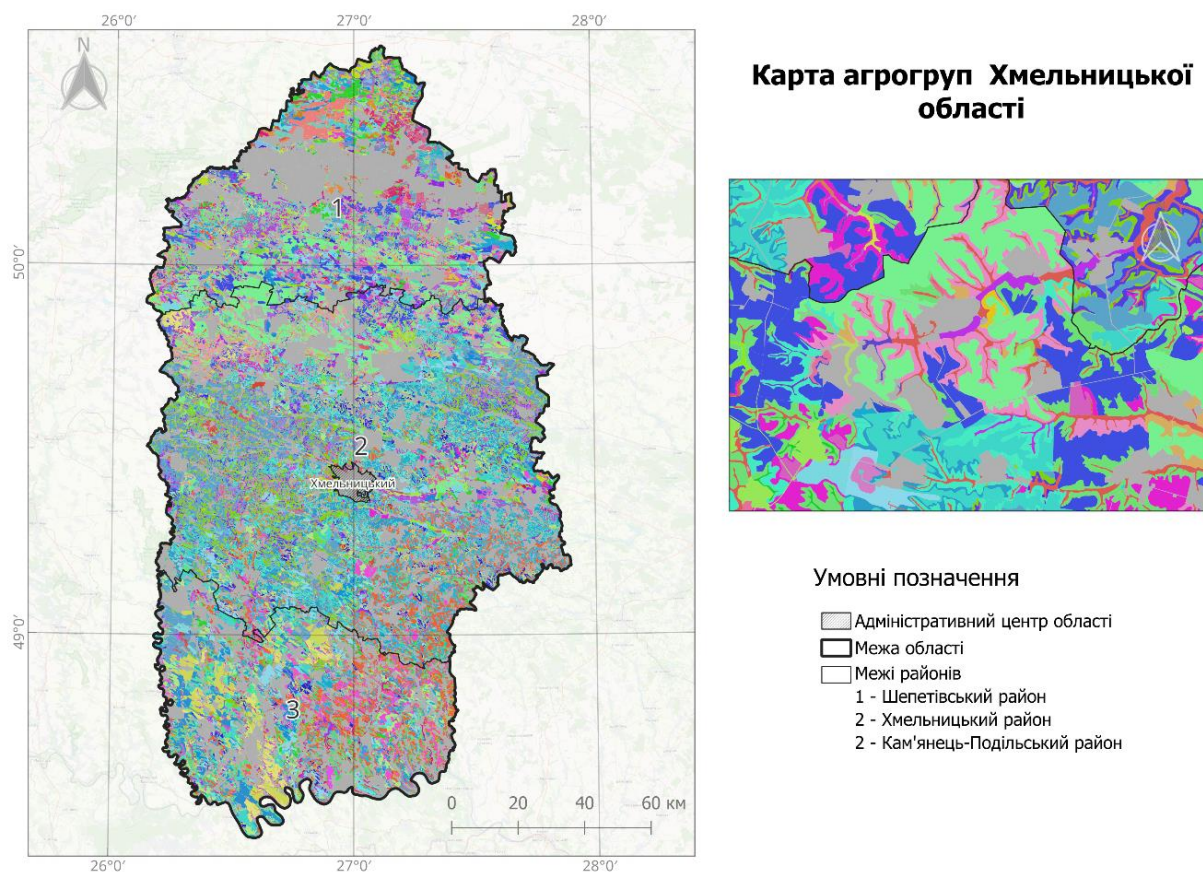 26°0′ 27°0′ 28°0′
N
50°0′
49°0′
1
2
Хмельницький
3
0 20 40 60 км
26°0′ 27°0′ 28°0′
Карта агрогруп Хмельницької
області
Умовні позначення
Адміністративний центр області
Межа області
Межі районів
1 - Шепетівський район
2 - Хмельницький район
2 - Кам'янець-Подільський район